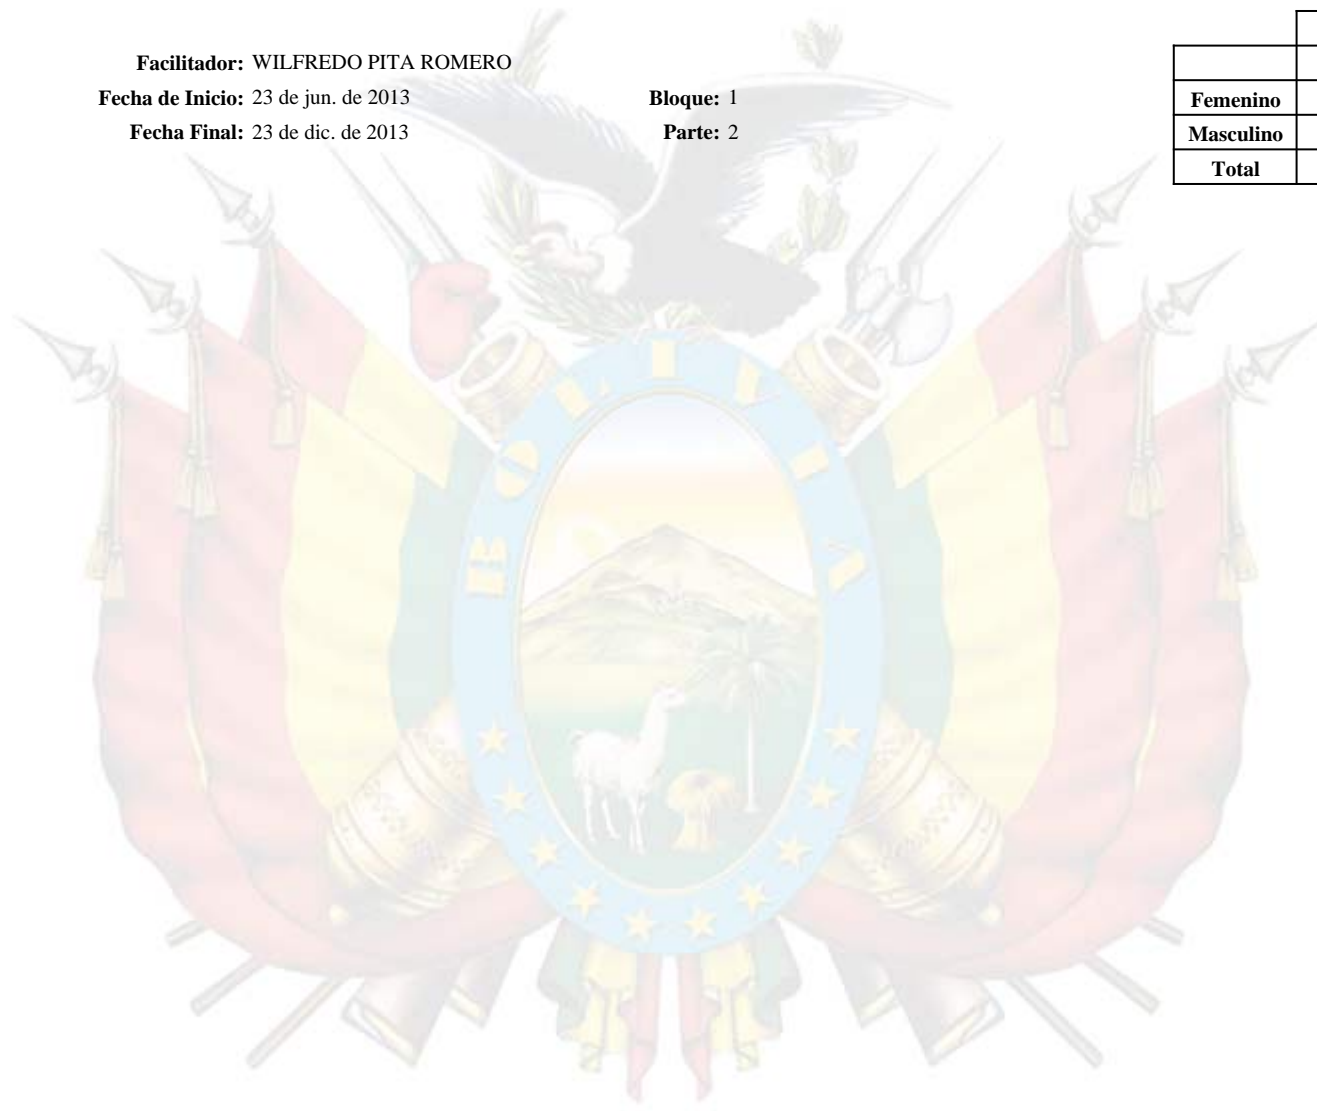 Facilitador: WILFREDO PITA ROMERO
Fecha de Inicio: 23 de jun. de 2013 Bloque: 1
Fecha Final: 23 de dic. de 2013 Parte: 2
Femenino
Masculino
Total
BOLIVIA